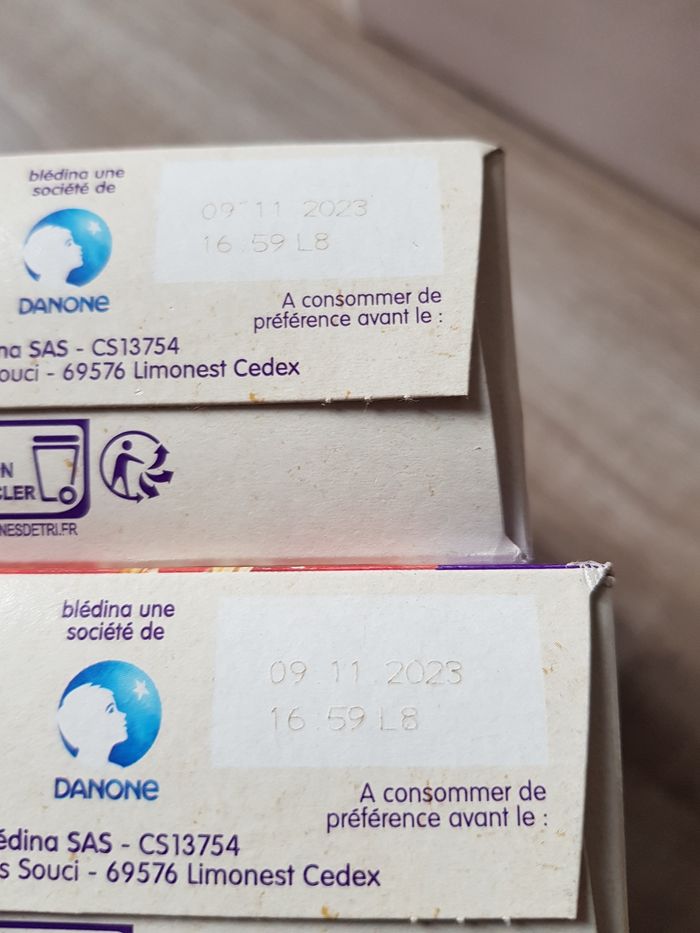 blédina une
société de
DANONE
09 11 2023
16 59 L8
A consommer de
préférence avant le :
na SAS - CS13754
ouci - 69576 Limonest Cedex
N
CLER
NESDETRI.FR
blédina une
société de
DANONE
09 11 2023
16 59 L8
A consommer de
préférence avant le :
édina SAS - CS13754
s Souci - 69576 Limonest Cedex